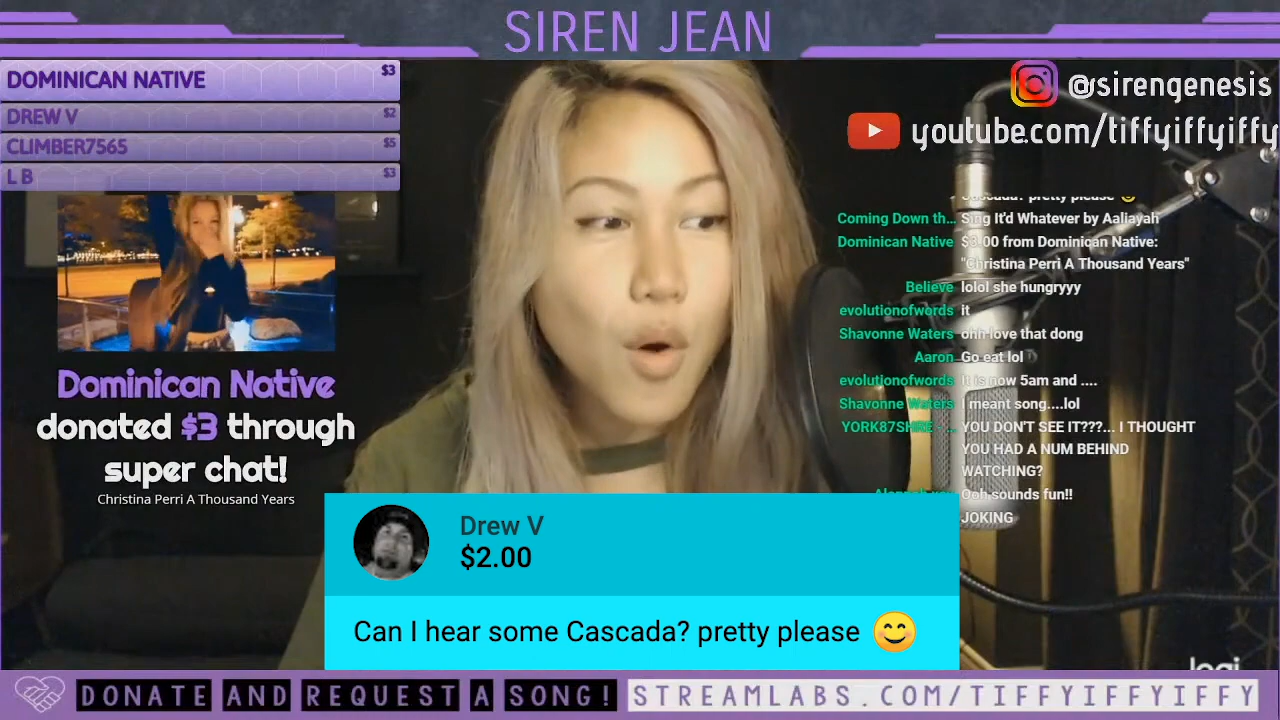 SIREN JEAN
DOMINICAN NATIVE $3
DREW V $2
CLIMBER7565 $5
L B $3
@sirengenesis
youtube.com/tiffyiffyiffy
Cascada? pretty please
Coming Down th... Sing It'd Whatever by Aaliayah
Dominican Native $3.00 from Dominican Native:
"Christina Perri A Thousand Years"
Believe lolol she hungryyy
evolutionofwords it
Shavonne Waters ohh love that dong
Aaron Go eat lol
evolutionofwords It is now 5am and ....
Shavonne Waters I meant song....lol
YORK87SHIRE - ... YOU DON'T SEE IT???... I THOUGHT
YOU HAD A NUM BEHIND
WATCHING?
Ooh sounds fun!!
JOKING
Dominican Native
donated $3 through
super chat!
Christina Perri A Thousand Years
Drew V
$2.00
Can I hear some Cascada? pretty please 😊
logi
DONATE AND REQUEST A SONG! STREAMLABS.COM/TIFFYIFFYIFFY